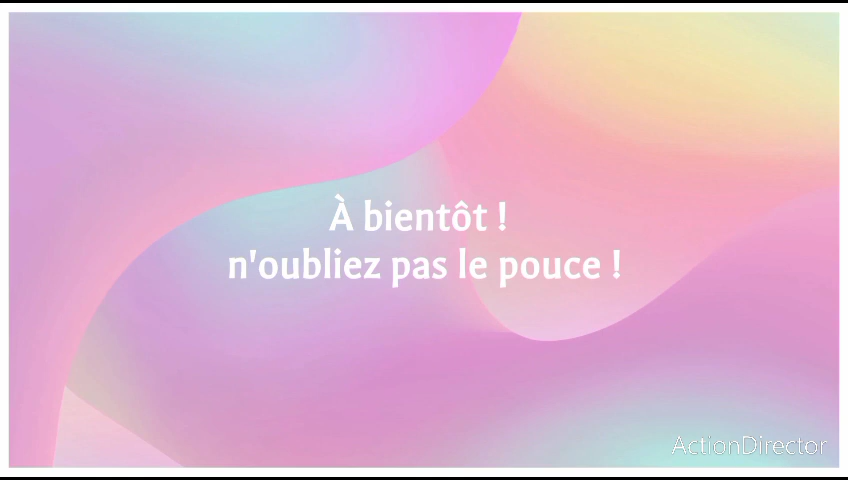 À bientôt !
n'oubliez pas le pouce !
ActionDirector